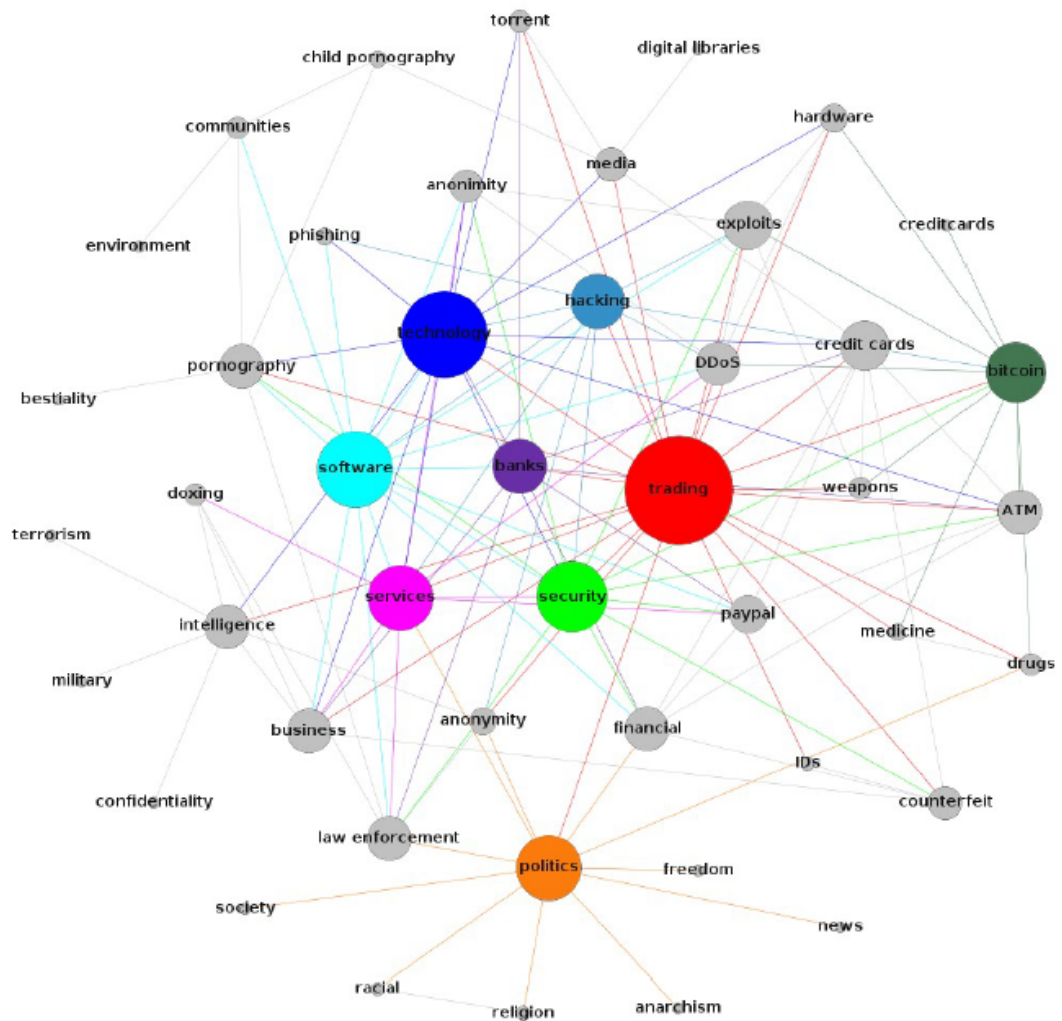 torrent
digital libraries
child pornography
hardware
communities
media
anonimity
exploits
creditcards
phishing
environment
hacking
technology
credit cards
DDoS
pornography
bitcoin
bestiality
software
banks
trading
weapons
doxing
ATM
terrorism
services
security
paypal
intelligence
medicine
drugs
military
anonymity
financial
business
IDs
confidentiality
counterfeit
law enforcement
politics
freedom
society
news
racial
religion
anarchism